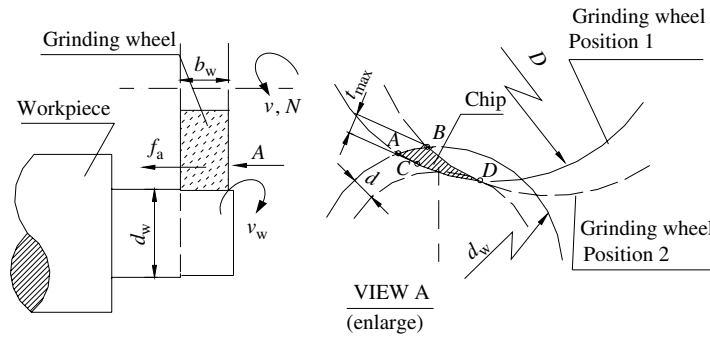 Grinding wheel
b_w
v, N
Workpiece
f_a
A
d_w
v_w
Grinding wheel
Position 1
D
t_max
Chip
B
A
C
D
d
d_w
Grinding wheel
Position 2
VIEW A
(enlarge)